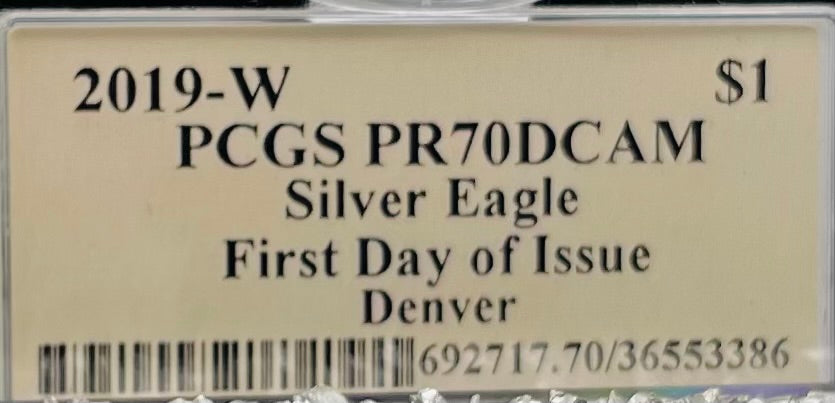 2019-W $1
PCGS PR70DCAM
Silver Eagle
First Day of Issue
Denver
692717.70/36553386